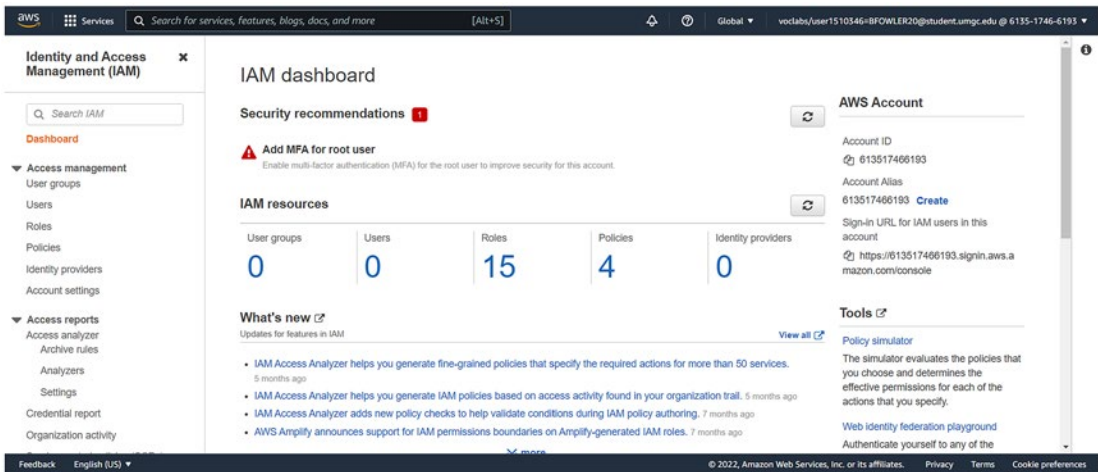 aws
Services
Search for services, features, blogs, docs, and more
[Alt+S]
Global ▼
voclabs/user1510346=BFOWLER20@student.umgc.edu @ 6135-1746-6193 ▼
Identity and Access
Management (IAM)
Search IAM
Dashboard
Access management
User groups
Users
Roles
Policies
Identity providers
Account settings
Access reports
Access analyzer
Archive rules
Analyzers
Settings
Credential report
Organization activity
IAM dashboard
Security recommendations 1
Add MFA for root user
Enable multi-factor authentication (MFA) for the root user to improve security for this account.
IAM resources
User groups
Users
Roles
Policies
Identity providers
0
0
15
4
0
What's new
Updates for features in IAM
View all
• IAM Access Analyzer helps you generate fine-grained policies that specify the required actions for more than 50 services.
5 months ago
• IAM Access Analyzer helps you generate IAM policies based on access activity found in your organization trail. 5 months ago
• IAM Access Analyzer adds new policy checks to help validate conditions during IAM policy authoring. 7 months ago
• AWS Amplify announces support for IAM permissions boundaries on Amplify-generated IAM roles. 7 months ago
more
AWS Account
Account ID
613517466193
Account Alias
613517466193 Create
Sign-in URL for IAM users in this
account
https://613517466193.signin.aws.a
mazon.com/console
Tools
Policy simulator
The simulator evaluates the policies that
you choose and determines the
effective permissions for each of the
actions that you specify.
Web identity federation playground
Authenticate yourself to any of the
Feedback
English (US) ▼
© 2022, Amazon Web Services, Inc. or its affiliates.
Privacy
Terms
Cookie preferences